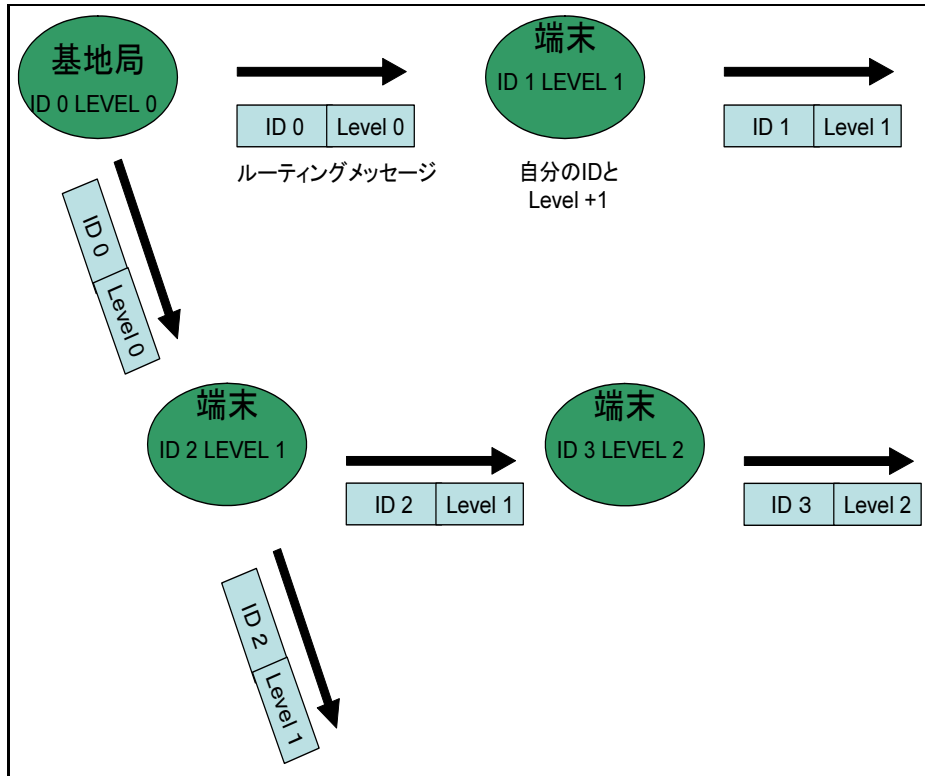 基地局
ID 0 LEVEL 0
ID 0 Level 0
ルーティングメッセージ
端末
ID 1 LEVEL 1
自分のIDと
Level +1
ID 1 Level 1
ID 0 Level 0
端末
ID 2 LEVEL 1
ID 2 Level 1
端末
ID 3 LEVEL 2
ID 3 Level 2
ID 2 Level 1